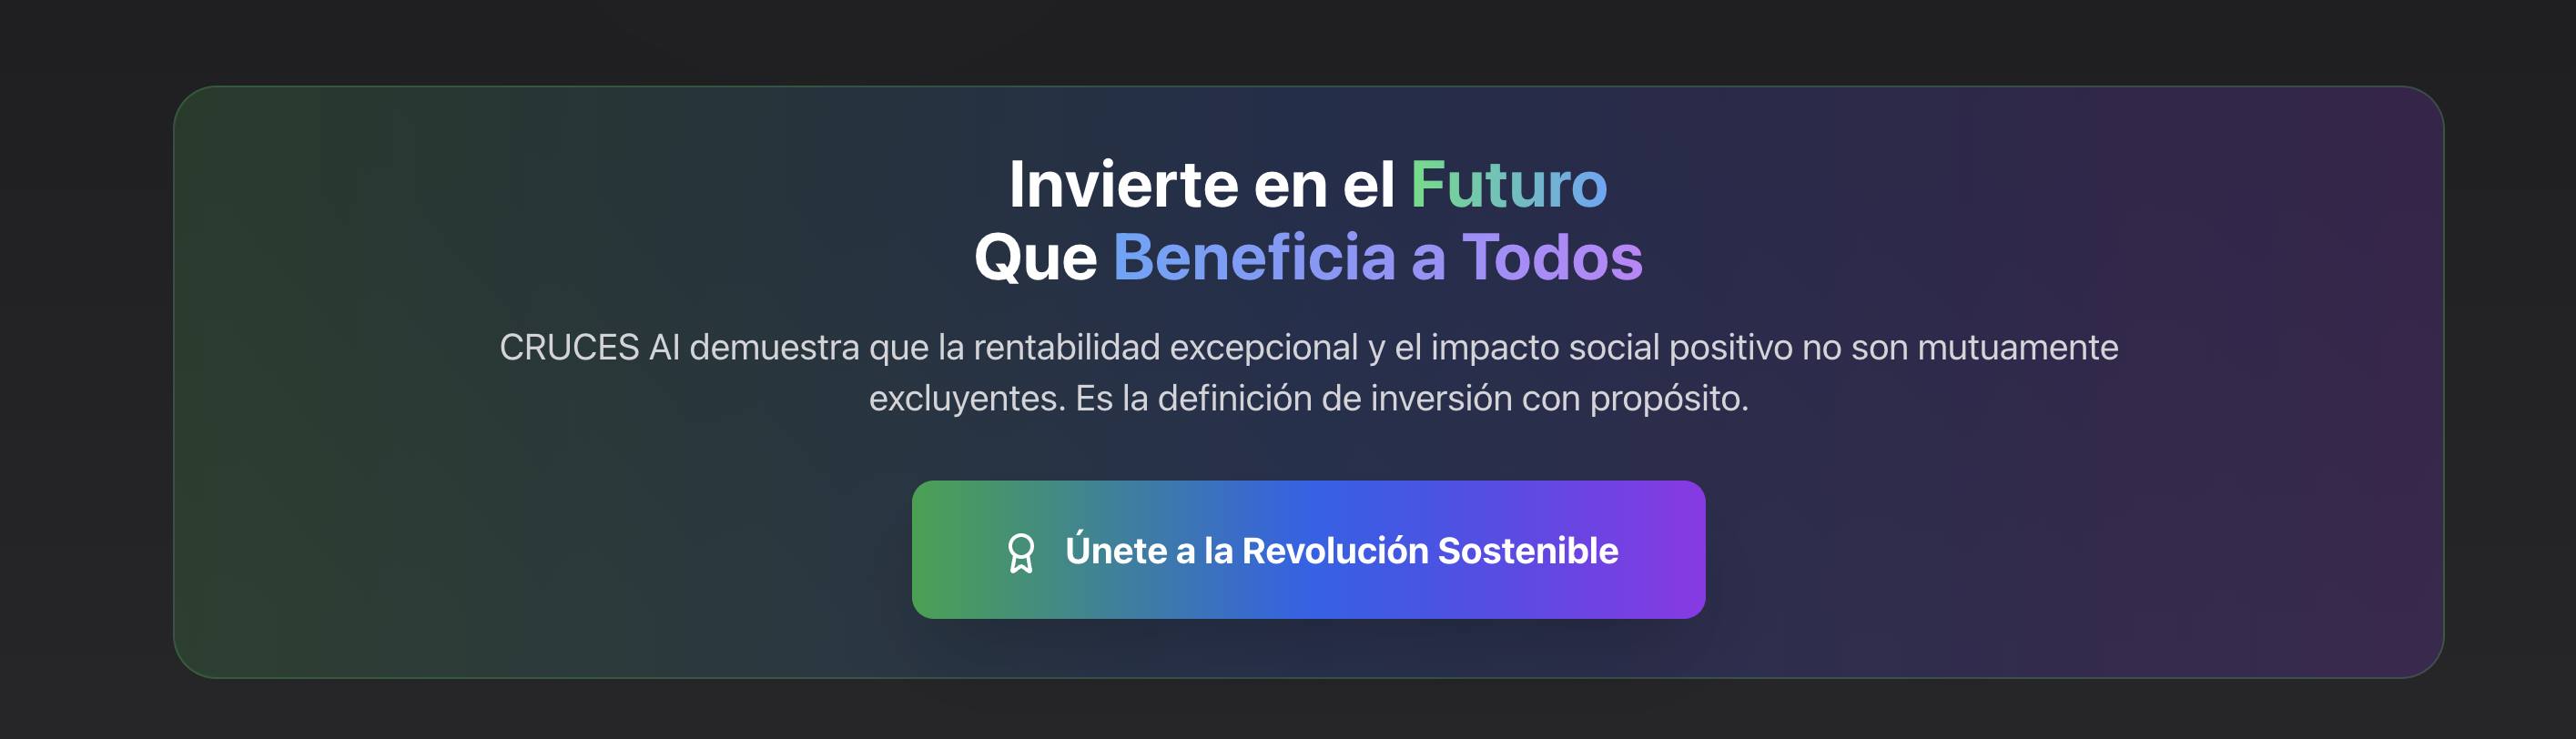 Invierte en el Futuro
Que Beneficia a Todos
CRUCES AI demuestra que la rentabilidad excepcional y el impacto social positivo no son mutuamente
excluyentes. Es la definición de inversión con propósito.
Únete a la Revolución Sostenible